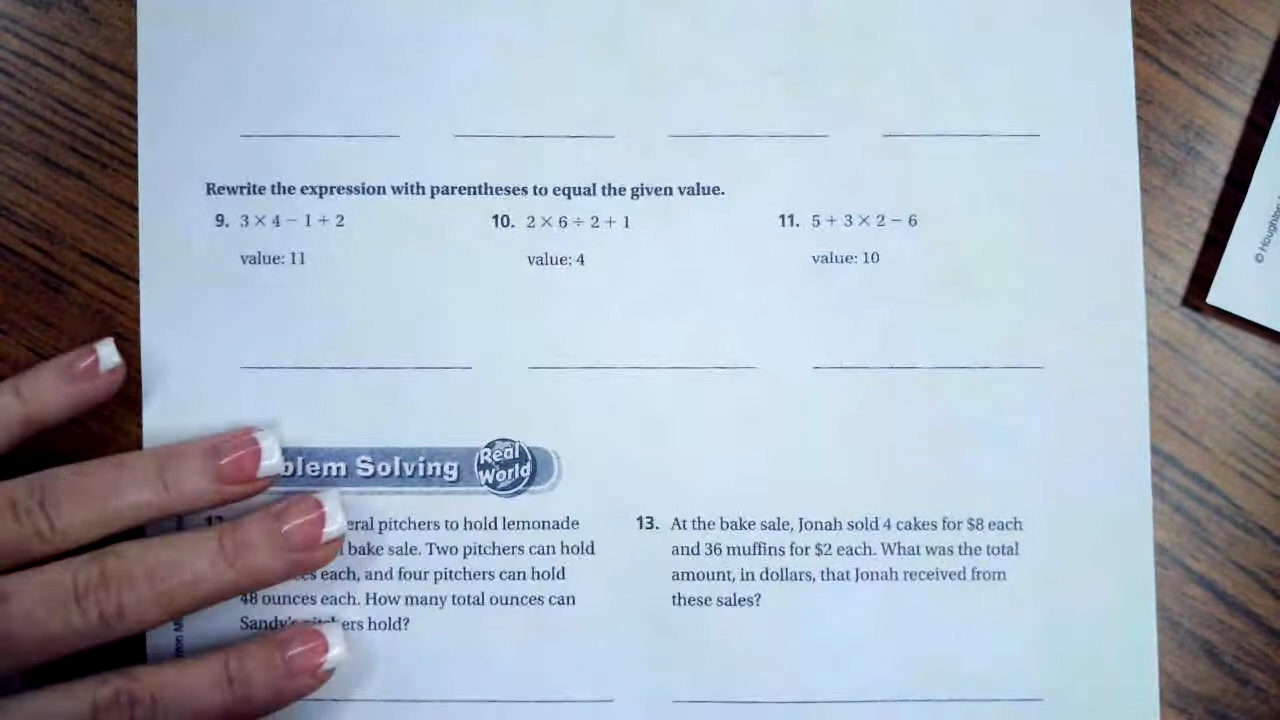 Rewrite the expression with parentheses to equal the given value.
9. 3 × 4 − 1 + 2
10. 2 × 6 ÷ 2 + 1
11. 5 + 3 × 2 − 6
value: 11
value: 4
value: 10
blem Solving
Real
World
eral pitchers to hold lemonade
bake sale. Two pitchers can hold
es each, and four pitchers can hold
48 ounces each. How many total ounces can
Sandy's ers hold?
13. At the bake sale, Jonah sold 4 cakes for $8 each
and 36 muffins for $2 each. What was the total
amount, in dollars, that Jonah received from
these sales?
© Houghton